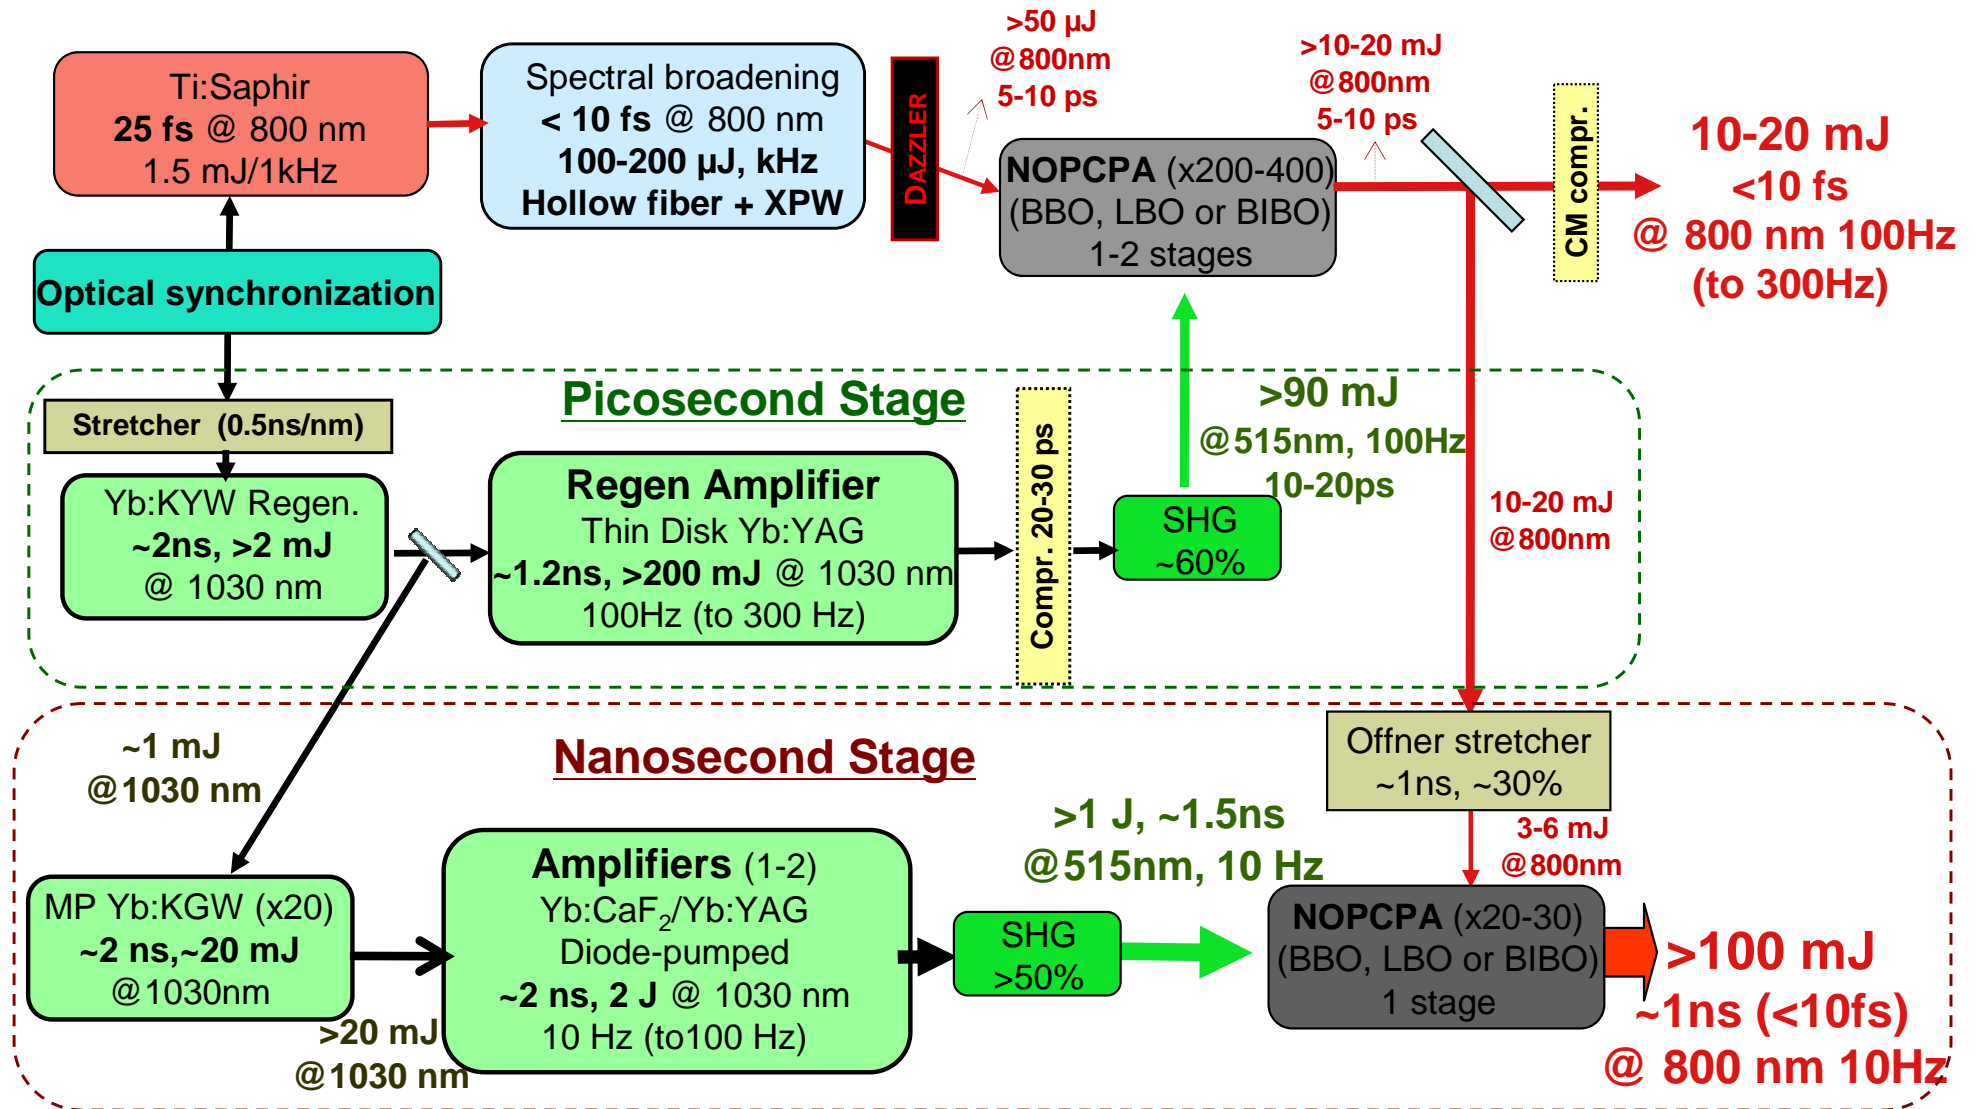 Ti:Saphir
25 fs @ 800 nm
1.5 mJ/1kHz
Spectral broadening
< 10 fs @ 800 nm
100-200 µJ, kHz
Hollow fiber + XPW
DAZZLER
>50 µJ
@800nm
5-10 ps
NOPCPA (x200-400)
(BBO, LBO or BIBO)
1-2 stages
>10-20 mJ
@800nm
5-10 ps
CM compr.
10-20 mJ
<10 fs
@ 800 nm 100Hz
(to 300Hz)
Optical synchronization
Picosecond Stage
Stretcher (0.5ns/nm)
Yb:KYW Regen.
~2ns, >2 mJ
@ 1030 nm
Regen Amplifier
Thin Disk Yb:YAG
~1.2ns, >200 mJ @ 1030 nm
100Hz (to 300 Hz)
Compr. 20-30 ps
SHG
~60%
>90 mJ
@515nm, 100Hz
10-20ps
10-20 mJ
@800nm
Nanosecond Stage
~1 mJ
@1030 nm
Offner stretcher
~1ns, ~30%
3-6 mJ
@800nm
MP Yb:KGW (x20)
~2 ns,~20 mJ
@1030nm
>20 mJ
@1030 nm
Amplifiers (1-2)
Yb:CaF2/Yb:YAG
Diode-pumped
~2 ns, 2 J @ 1030 nm
10 Hz (to100 Hz)
SHG
>50%
>1 J, ~1.5ns
@515nm, 10 Hz
NOPCPA (x20-30)
(BBO, LBO or BIBO)
1 stage
>100 mJ
~1ns (<10fs)
@ 800 nm 10Hz